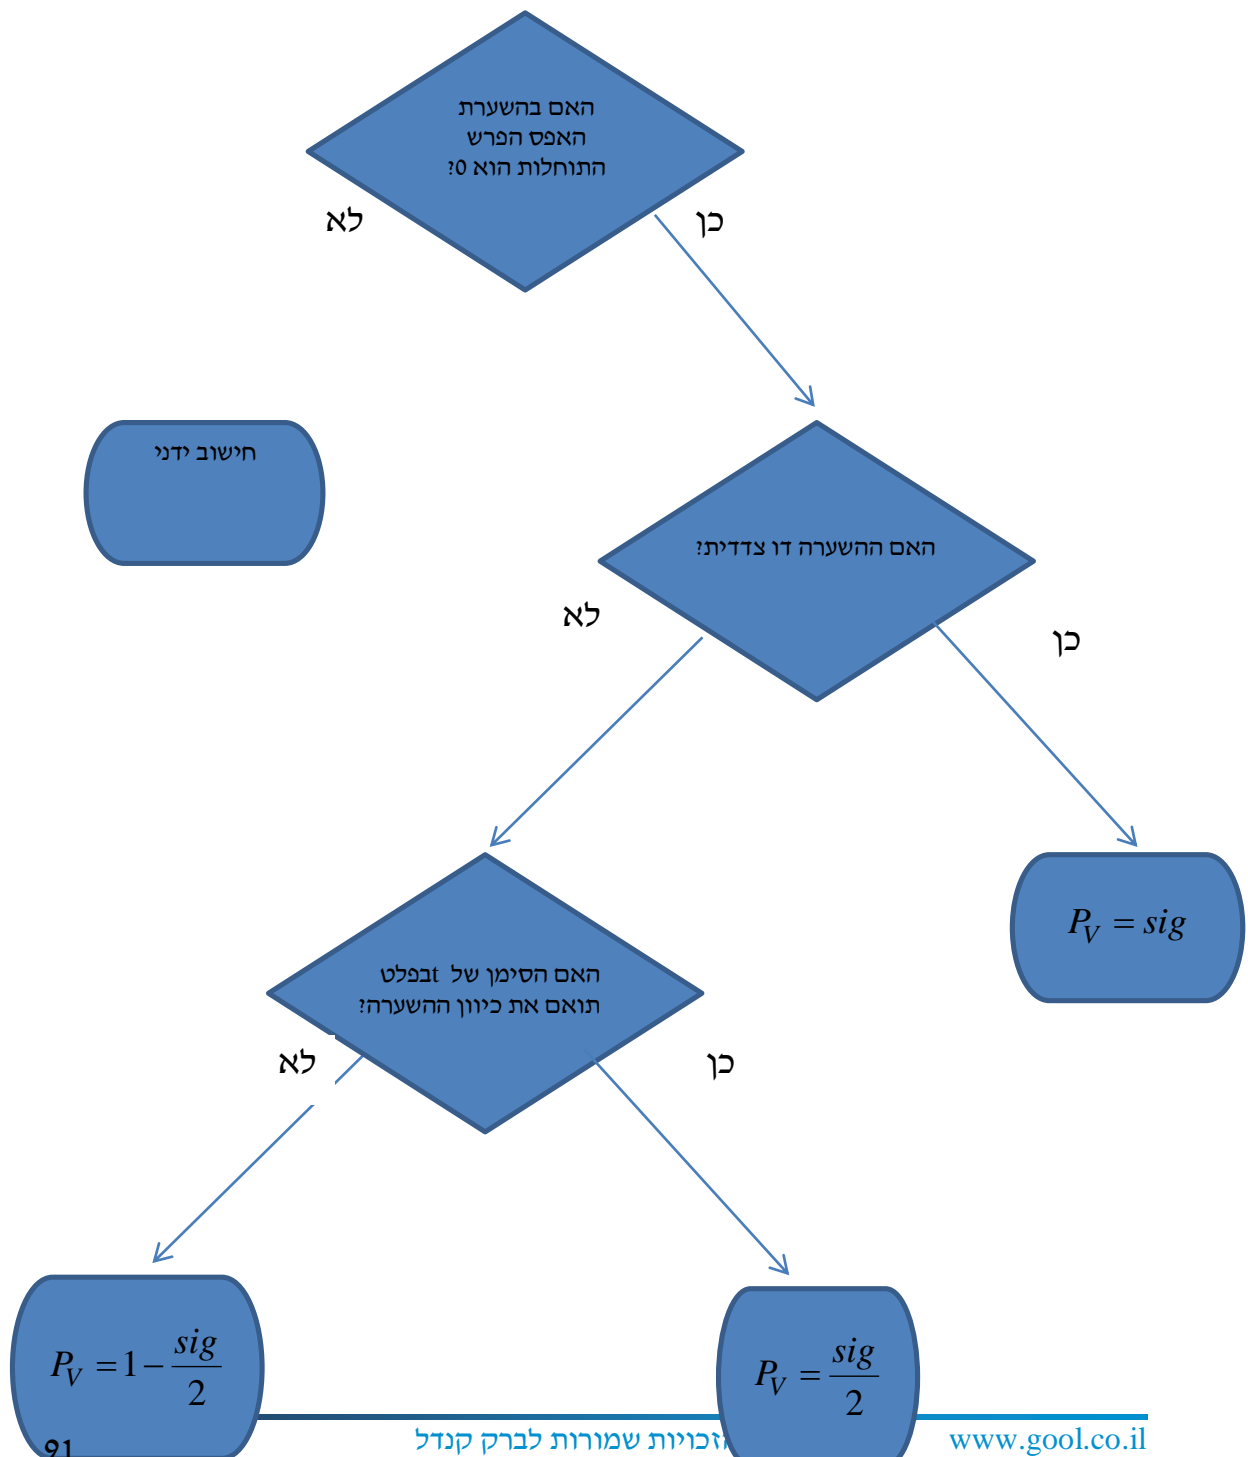 האם בהשערת
האפס הפרש
התוחלות הוא 0?
לא
כן
חישוב ידני
האם ההשערה דו צדדית?
לא
כן
P_V = sig
האם הסימן של t בפלט
תואם את כיוון ההשערה?
לא
כן
P_V = 1 - sig/2
P_V = sig/2
91
זכויות שמורות לברק קנדל
www.gool.co.il